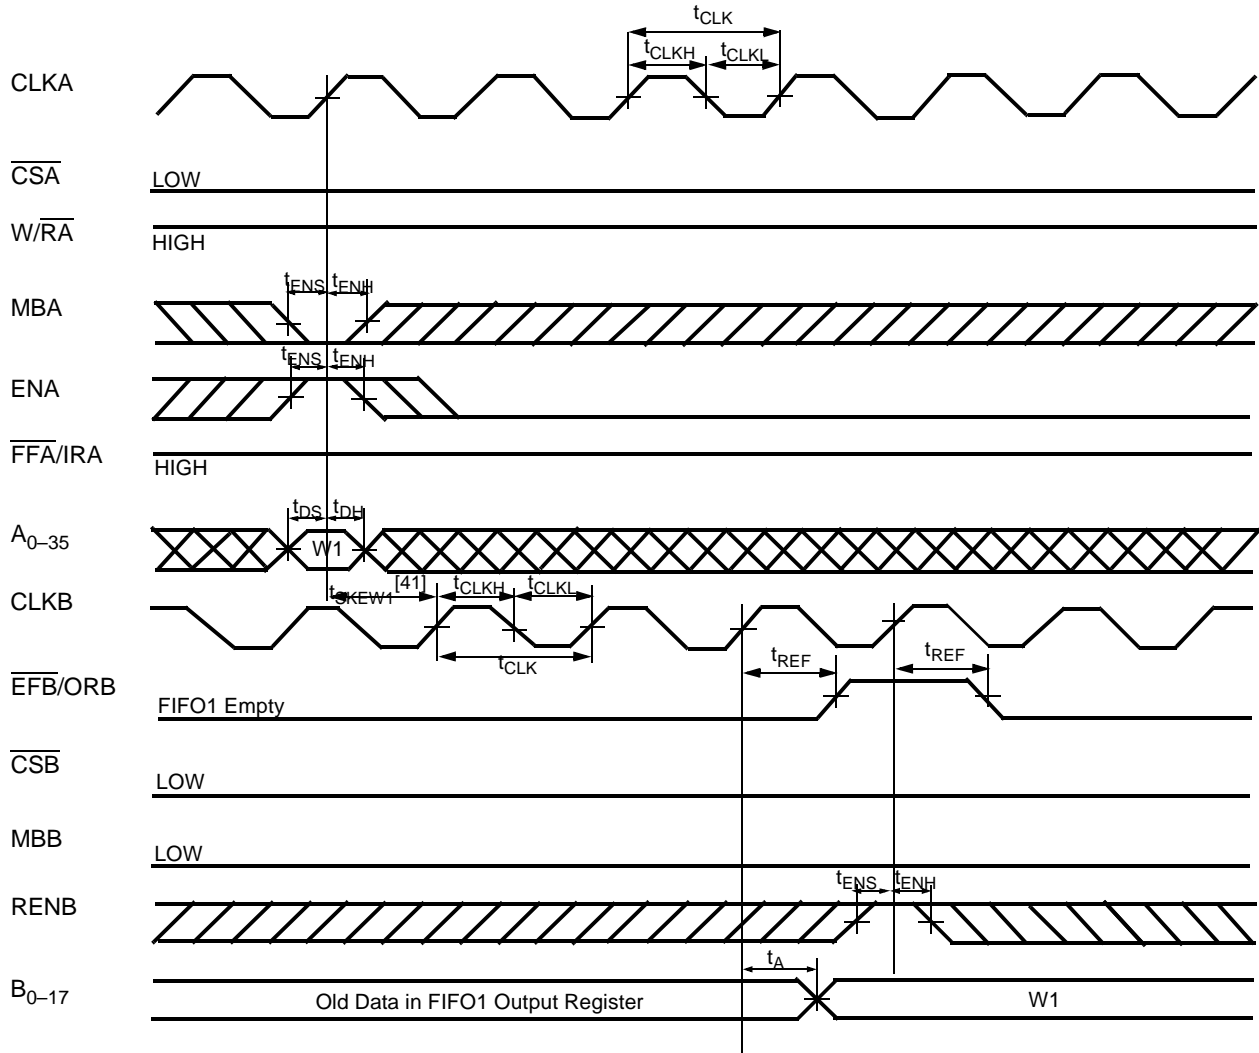 tCLK
tCLKH tCLKL
CLKA
CSA
LOW
W/RA
HIGH
tENS tENH
MBA
tENS tENH
ENA
FFA/IRA
HIGH
tDS tDH
A0–35
W1
tSKEW1[41] tCLKH tCLKL
CLKB
tCLK
tREF tREF
EFB/ORB
FIFO1 Empty
CSB
LOW
MBB
LOW
tENS tENH
RENB
tA
B0–17
Old Data in FIFO1 Output Register W1